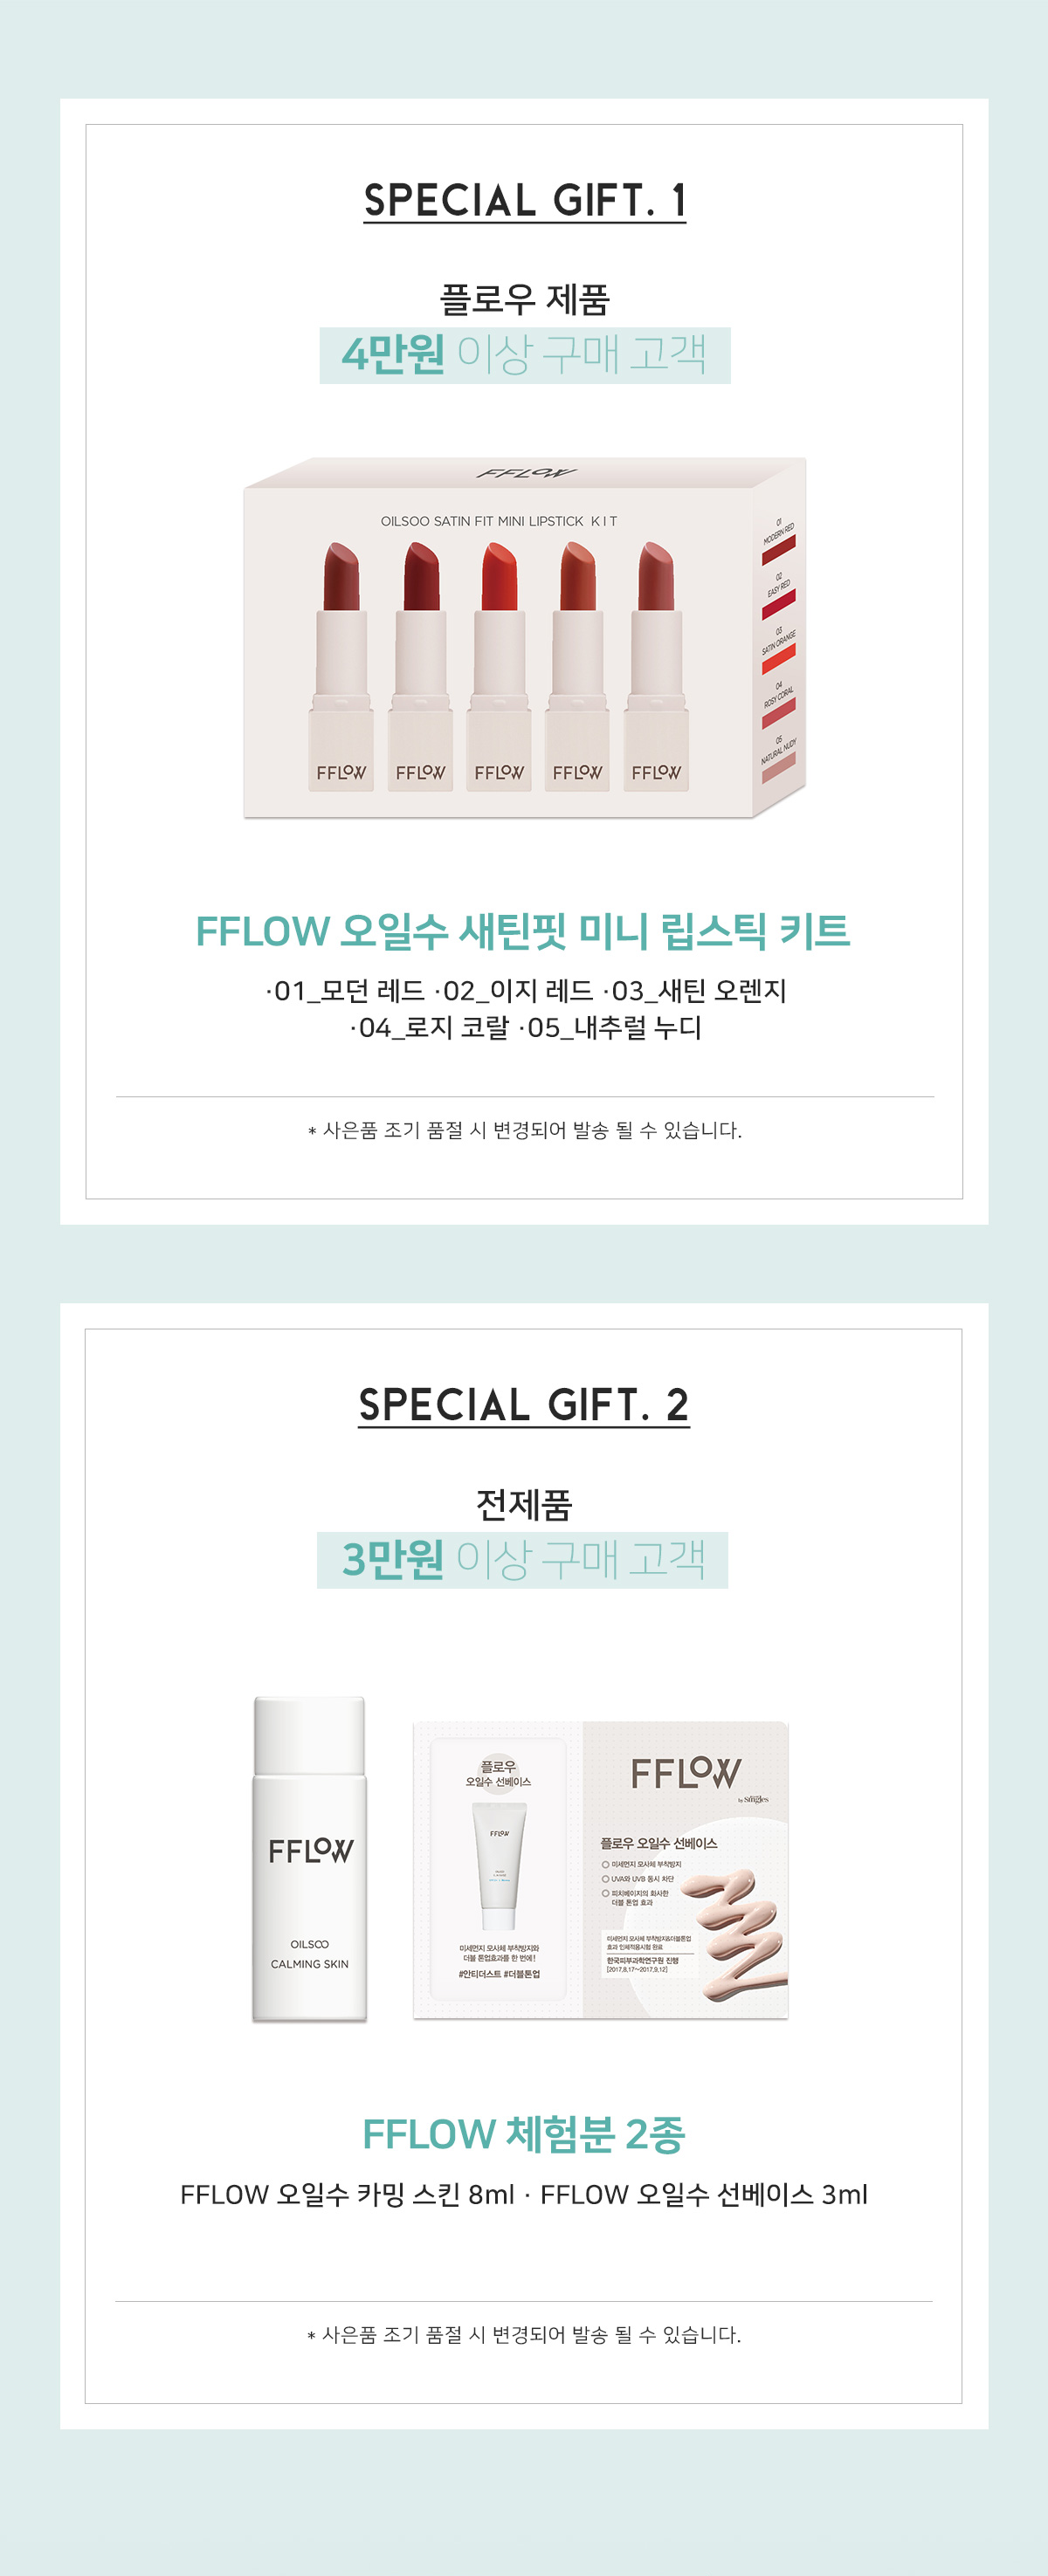 SPECIAL GIFT. 1
플로우 제품
4만원 이상 구매 고객
FFLOW
OILSOO SATIN FIT MINI LIPSTICK KIT
01
MODERN RED
02
EASY RED
03
SATIN ORANGE
04
ROSY CORAL
05
NATURAL NUDY
FFLOW FFLOW FFLOW FFLOW FFLOW
FFLOW 오일수 새틴핏 미니 립스틱 키트
·01_모던 레드 ·02_이지 레드 ·03_새틴 오렌지
·04_로지 코랄 ·05_내추럴 누디
* 사은품 조기 품절 시 변경되어 발송 될 수 있습니다.
SPECIAL GIFT. 2
전제품
3만원 이상 구매 고객
FFLOW
OILSOO
CALMING SKIN
플로우
오일수 선베이스
FFLOW
미세먼지 모사체 부착방지와
더블 톤업효과를 한 번에!
#안티더스트 #더블톤업
FFLOW
by Singles
플로우 오일수 선베이스
미세먼지 모사체 부착방지
UVA와 UVB 동시 차단
피치베이지의 화사한
더블 톤업 효과
미세먼지 모사체 부착방지&더블톤업
효과 인체적용시험 완료
한국피부과학연구원 진행
[2017.8.17~2017.9.12]
FFLOW 체험분 2종
FFLOW 오일수 카밍 스킨 8ml · FFLOW 오일수 선베이스 3ml
* 사은품 조기 품절 시 변경되어 발송 될 수 있습니다.